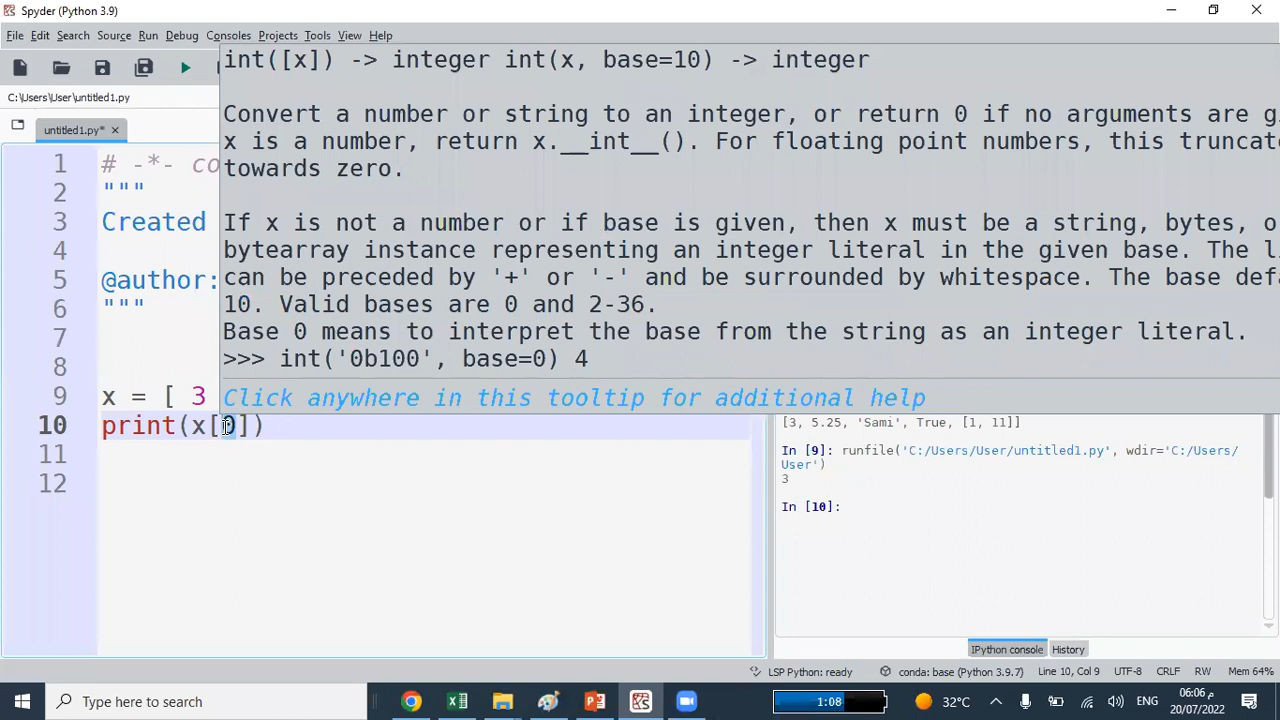 Spyder (Python 3.9)
File Edit Search Source Run Debug Consoles Projects Tools View Help
C:\Users\User\untitled1.py
untitled1.py*
int([x]) -> integer int(x, base=10) -> integer
Convert a number or string to an integer, or return 0 if no arguments are gi
x is a number, return x.__int__(). For floating point numbers, this truncate
towards zero.
If x is not a number or if base is given, then x must be a string, bytes, o
bytearray instance representing an integer literal in the given base. The li
can be preceded by '+' or '-' and be surrounded by whitespace. The base defa
10. Valid bases are 0 and 2-36.
Base 0 means to interpret the base from the string as an integer literal.
>>> int('0b100', base=0) 4
Click anywhere in this tooltip for additional help
1 # -*- co
2 """
3 Created
4
5 @author:
6 """
7
8
9 x = [ 3
10 print(x[0])
11
12
[3, 5.25, 'Sami', True, [1, 11]]
In [9]: runfile('C:/Users/User/untitled1.py', wdir='C:/Users/
User')
3
In [10]:
IPython console History
LSP Python: ready conda: base (Python 3.9.7) Line 10, Col 9 UTF-8 CRLF RW Mem 64%
Type here to search 1:08 32°C ENG 06:06 م
20/07/2022